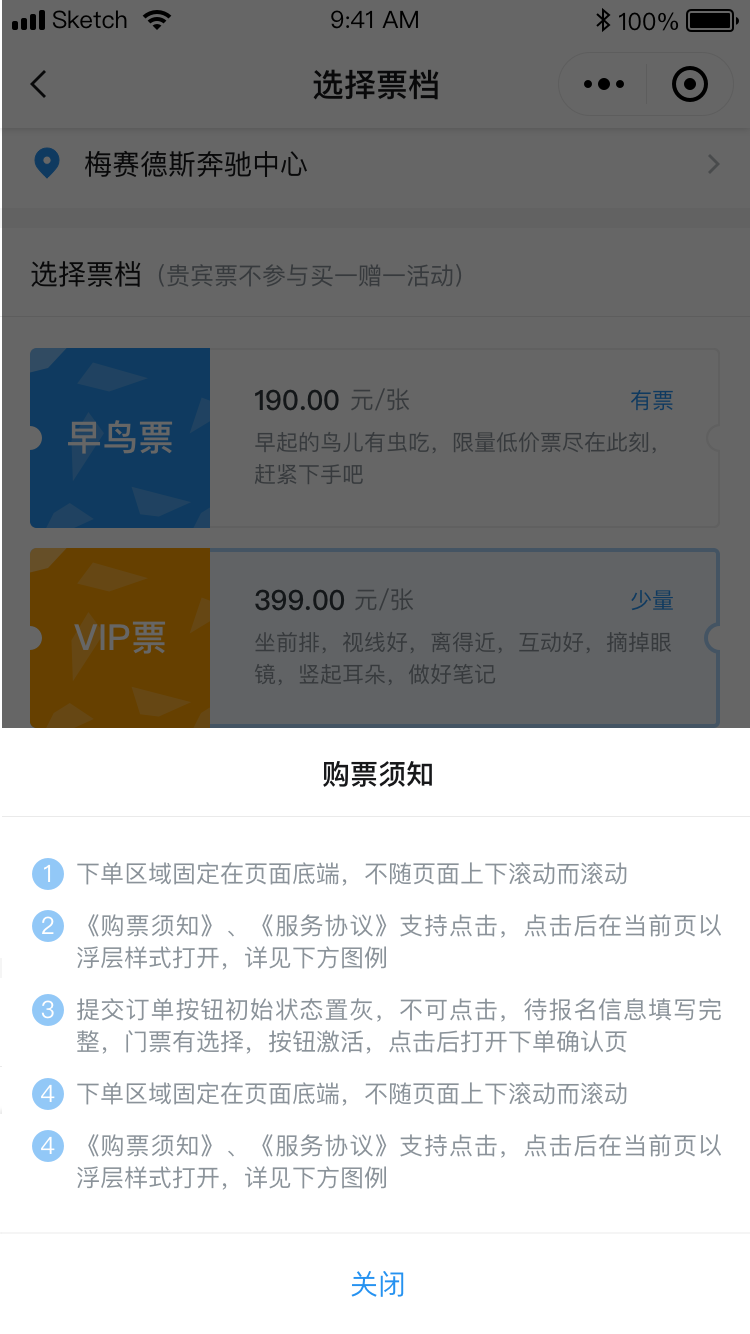 Sketch 9:41 AM 100%
选择票档
梅赛德斯奔驰中心
选择票档（贵宾票不参与买一赠一活动）
早鸟票
190.00 元/张 有票
早起的鸟儿有虫吃，限量低价票尽在此刻，
赶紧下手吧
VIP票
399.00 元/张 少量
坐前排，视线好，离得近，互动好，摘掉眼
镜，竖起耳朵，做好笔记
购票须知
1 下单区域固定在页面底端，不随页面上下滚动而滚动
2 《购票须知》、《服务协议》支持点击，点击后在当前页以
浮层样式打开，详见下方图例
3 提交订单按钮初始状态置灰，不可点击，待报名信息填写完
整，门票有选择，按钮激活，点击后打开下单确认页
4 下单区域固定在页面底端，不随页面上下滚动而滚动
4 《购票须知》、《服务协议》支持点击，点击后在当前页以
浮层样式打开，详见下方图例
关闭